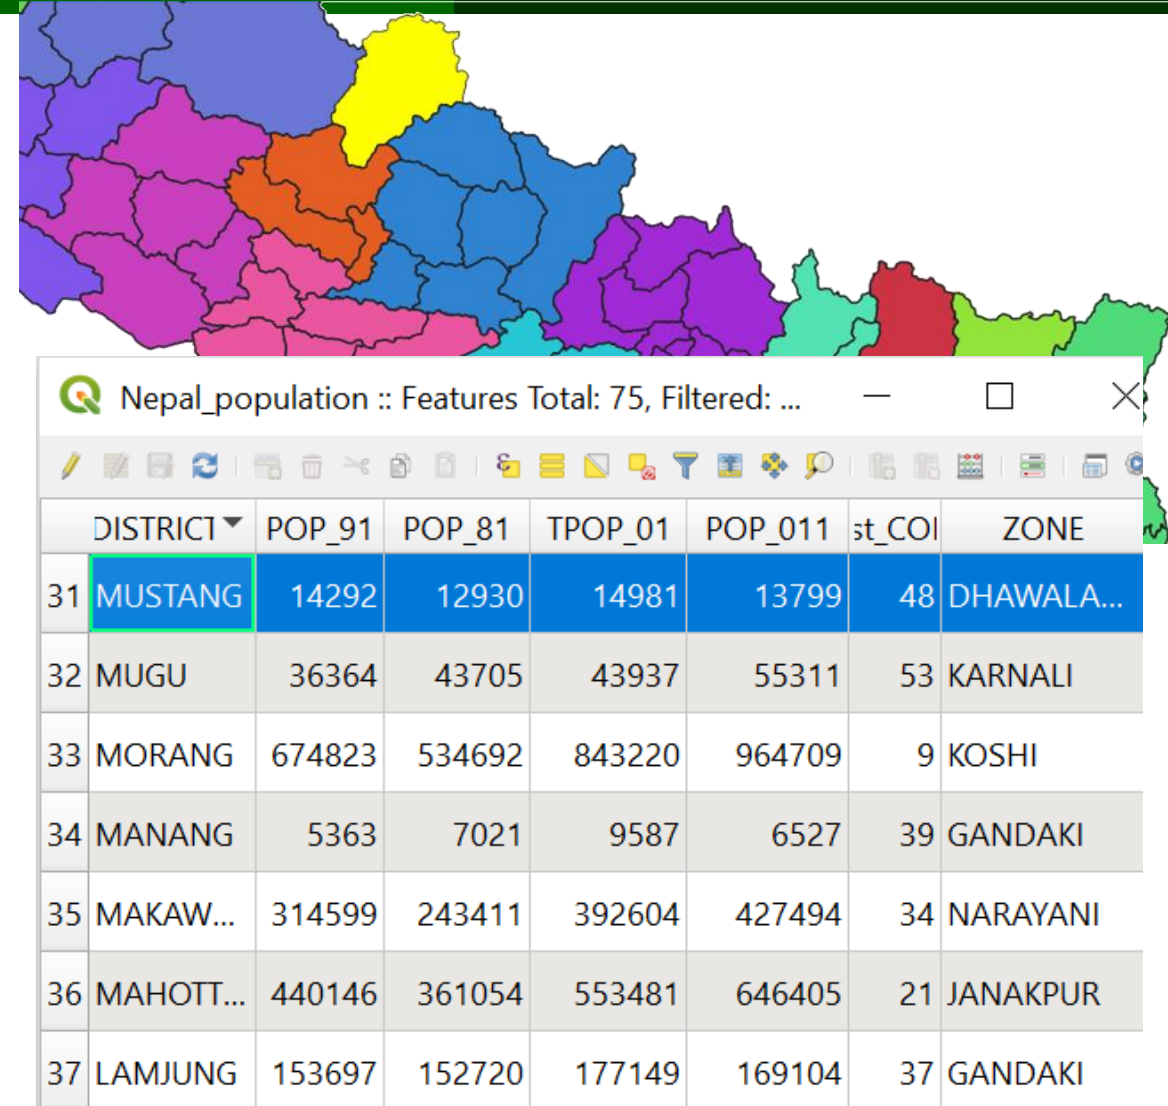 Nepal_population :: Features Total: 75, Filtered: ...
DISTRICT POP_91 POP_81 TPOP_01 POP_011 st_COI ZONE
31 MUSTANG 14292 12930 14981 13799 48 DHAWALA...
32 MUGU 36364 43705 43937 55311 53 KARNALI
33 MORANG 674823 534692 843220 964709 9 KOSHI
34 MANANG 5363 7021 9587 6527 39 GANDAKI
35 MAKAW... 314599 243411 392604 427494 34 NARAYANI
36 MAHOTT... 440146 361054 553481 646405 21 JANAKPUR
37 LAMJUNG 153697 152720 177149 169104 37 GANDAKI